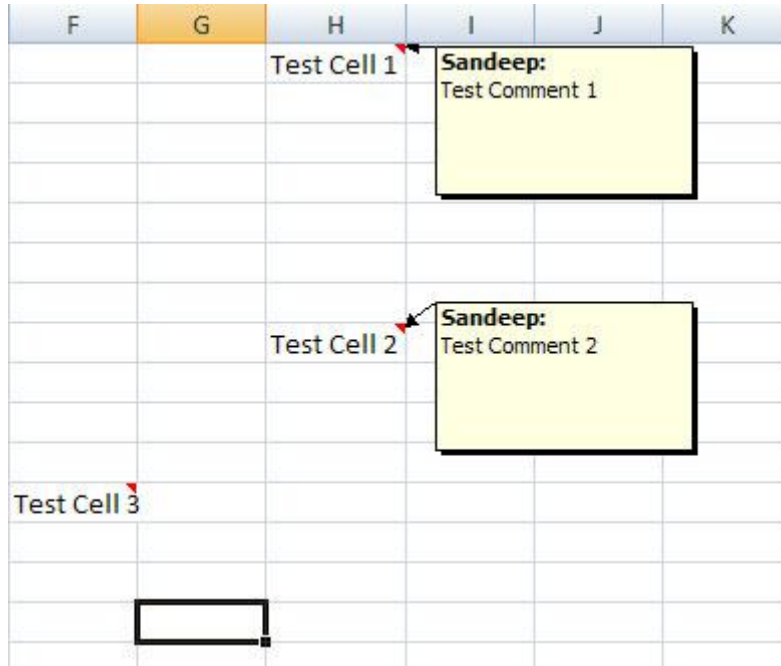 F G H I J K
Test Cell 1
Sandeep:
Test Comment 1
Test Cell 2
Sandeep:
Test Comment 2
Test Cell 3